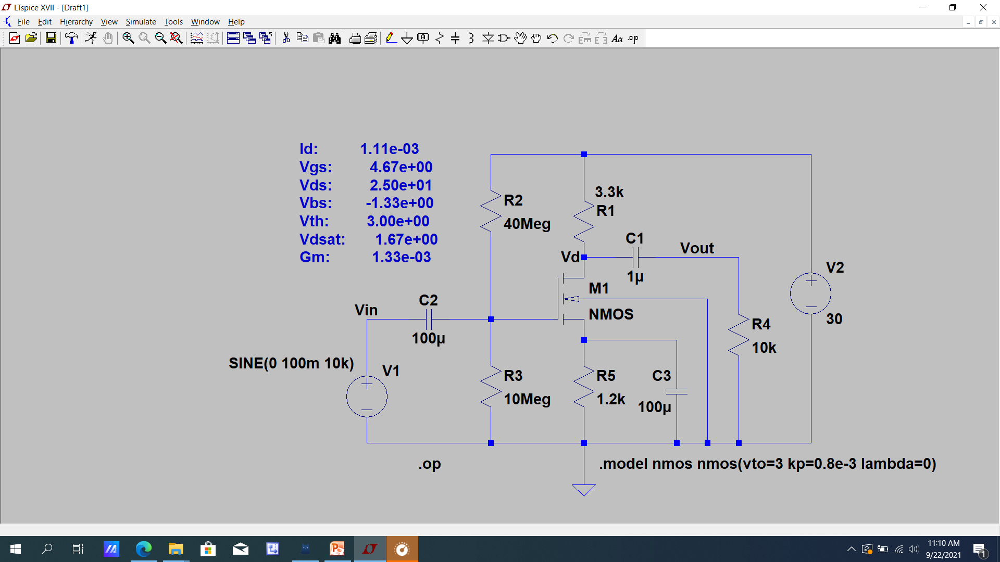 LTspice XVII - [Draft1]
File Edit Hierarchy View Simulate Tools Window Help
Aa .op
Id: 1.11e-03
Vgs: 4.67e+00
Vds: 2.50e+01
Vbs: -1.33e+00
Vth: 3.00e+00
Vdsat: 1.67e+00
Gm: 1.33e-03
3.3k
R1
R2
40Meg
C1
1µ
Vout
Vd
V2
30
M1
NMOS
C2
100µ
Vin
R4
10k
SINE(0 100m 10k)
V1
R3
10Meg
R5
1.2k
C3
100µ
.op
.model nmos nmos(vto=3 kp=0.8e-3 lambda=0)
11:10 AM
9/22/2021
1